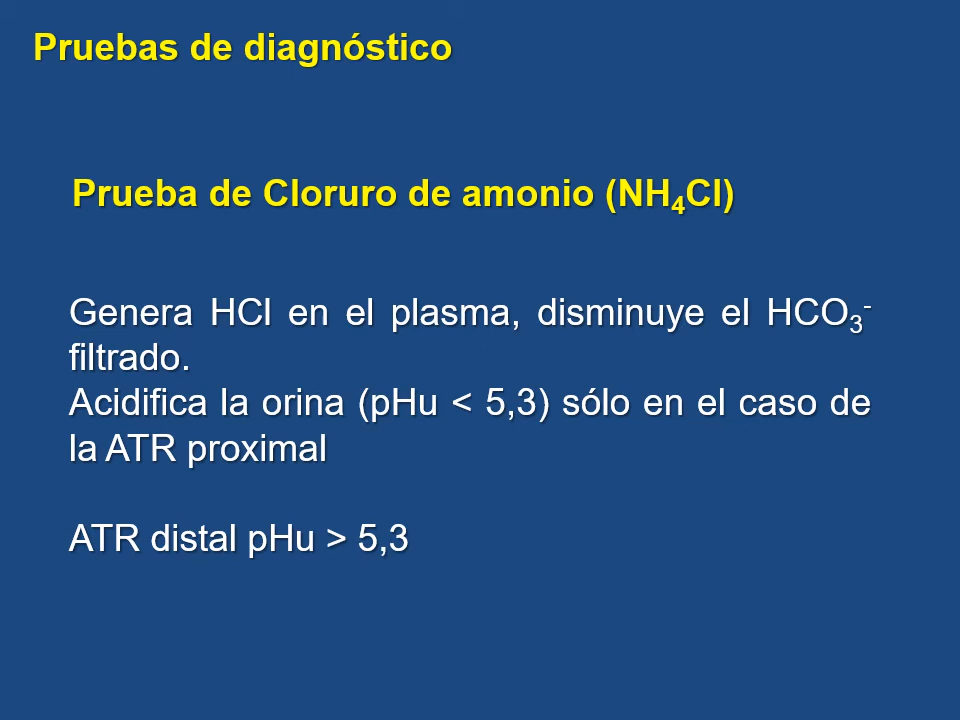 Pruebas de diagnóstico
Prueba de Cloruro de amonio (NH₄Cl)
Genera HCl en el plasma, disminuye el HCO₃⁻
filtrado.
Acidifica la orina (pHu < 5,3) sólo en el caso de
la ATR proximal
ATR distal pHu > 5,3